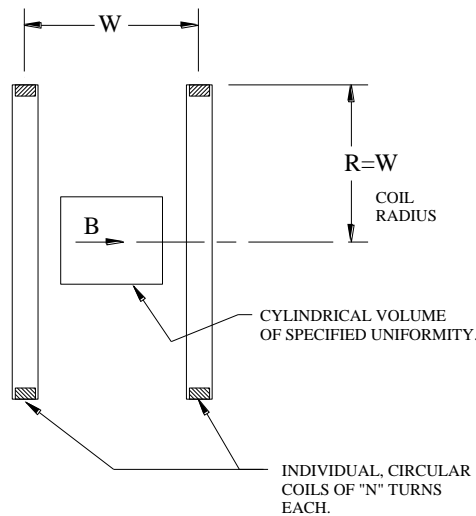 W
R=W
COIL
RADIUS
B
CYLINDRICAL VOLUME
OF SPECIFIED UNIFORMITY.
INDIVIDUAL, CIRCULAR
COILS OF "N" TURNS
EACH.